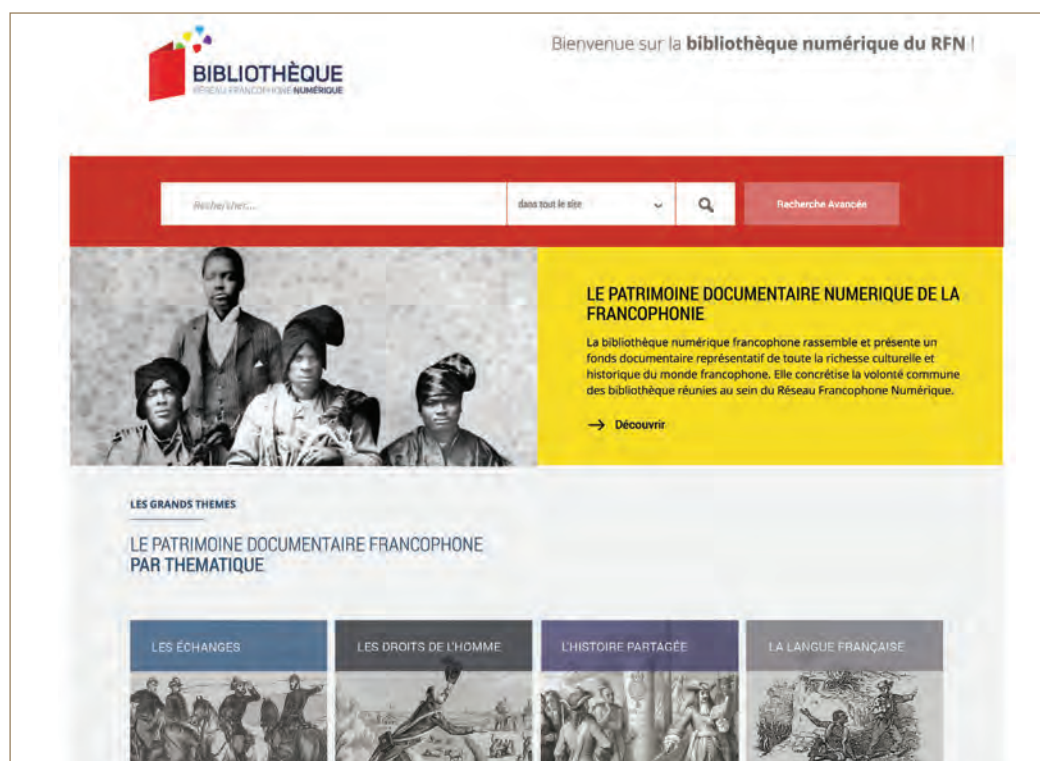 Bienvenue sur la bibliothèque numérique du RFN !
BIBLIOTHÈQUE
RÉSEAU FRANCOPHONE NUMÉRIQUE
Rechercher...
dans tout le site
Recherche Avancée
LE PATRIMOINE DOCUMENTAIRE NUMERIQUE DE LA
FRANCOPHONIE
La bibliothèque numérique francophone rassemble et présente un
fonds documentaire représentatif de toute la richesse culturelle et
historique du monde francophone. Elle concrétise la volonté commune
des bibliothèque réunies au sein du Réseau Francophone Numérique.
→ Découvrir
LES GRANDS THEMES
LE PATRIMOINE DOCUMENTAIRE FRANCOPHONE
PAR THEMATIQUE
LES ÉCHANGES
LES DROITS DE L'HOMME
L'HISTOIRE PARTAGÉE
LA LANGUE FRANÇAISE